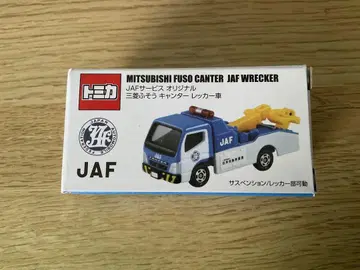 トミカ
MITSUBISHI FUSO CANTER JAF WRECKER
JAFサービス オリジナル
三菱ふそう キャンター レッカー車
JAF
JAF
サスペンション/レッカー部可動